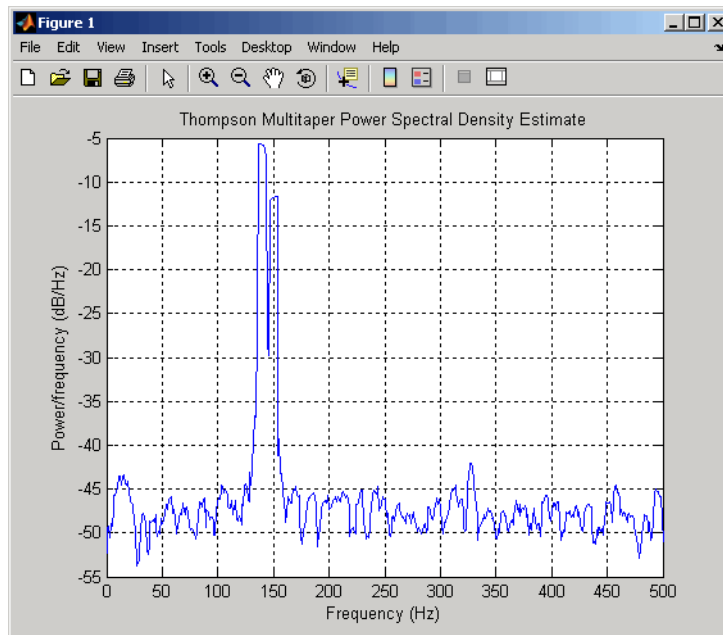 Figure 1
File Edit View Insert Tools Desktop Window Help
Thompson Multitaper Power Spectral Density Estimate
-5
-10
-15
-20
-25
-30
-35
-40
-45
-50
-55
Power/frequency (dB/Hz)
0 50 100 150 200 250 300 350 400 450 500
Frequency (Hz)